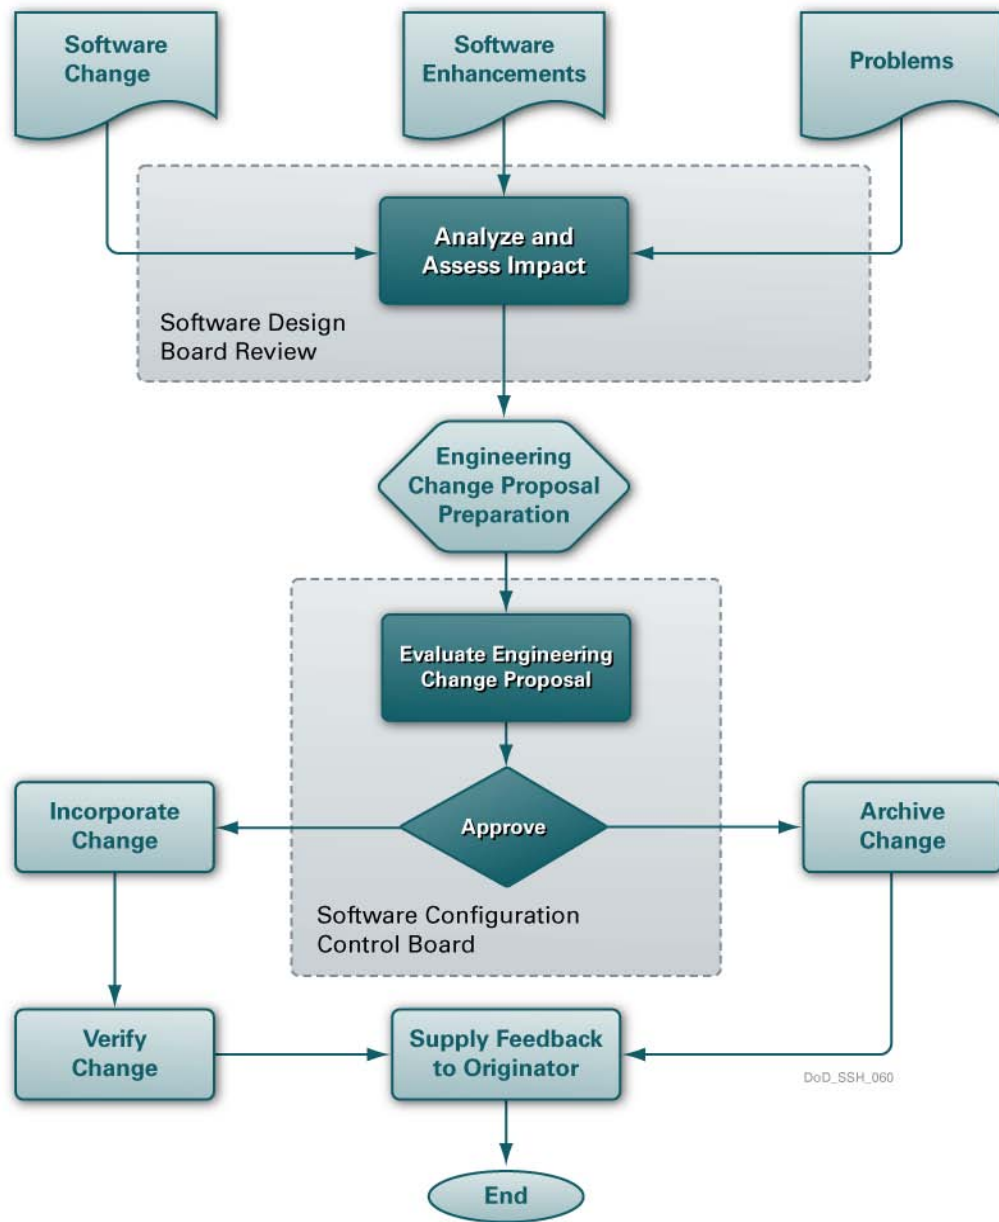 Software
Change
Software
Enhancements
Problems
Analyze and
Assess Impact
Software Design
Board Review
Engineering
Change Proposal
Preparation
Evaluate Engineering
Change Proposal
Incorporate
Change
Approve
Archive
Change
Software Configuration
Control Board
Verify
Change
Supply Feedback
to Originator
DoD_SSH_060
End